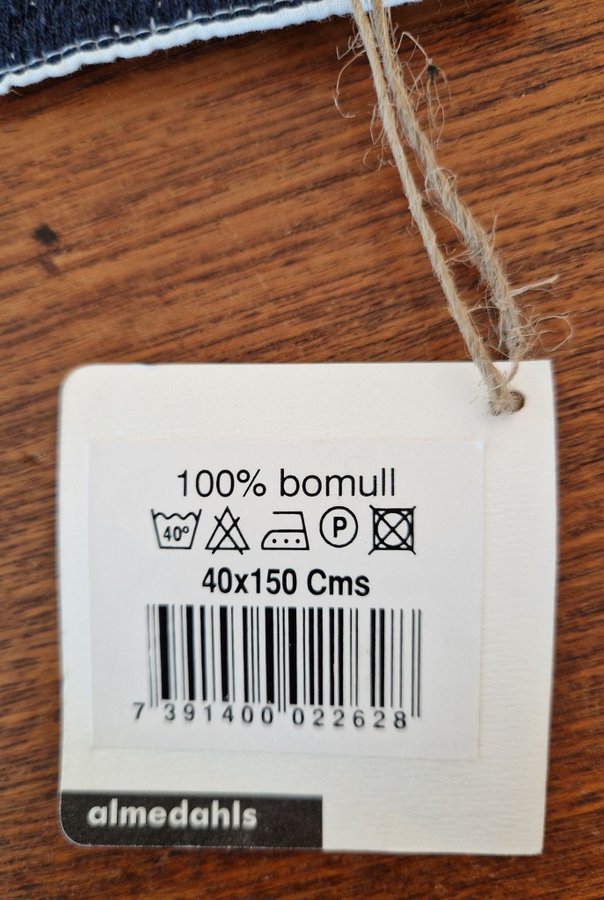 100% bomull
40° P
40x150 Cms
7 391400 022628
almedahls